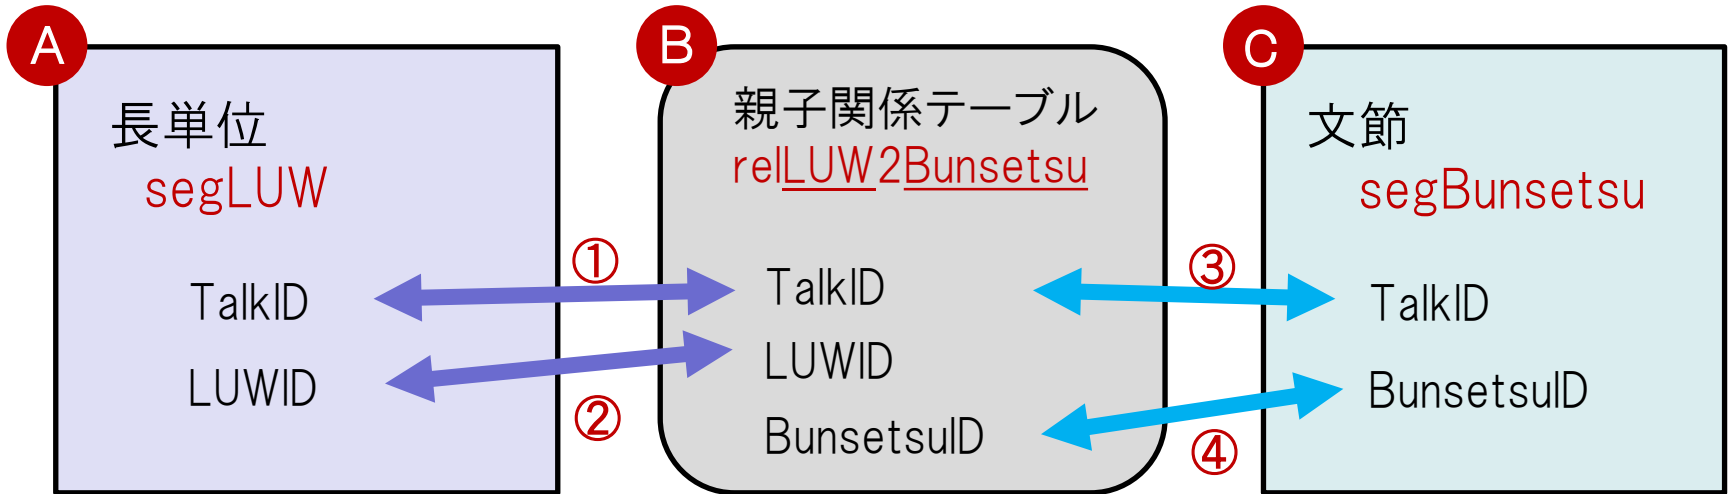 A
長単位
segLUW
TalkID
LUWID
①
②
B
親子関係テーブル
relLUW2Bunsetsu
TalkID
LUWID
BunsetsuID
③
④
C
文節
segBunsetsu
TalkID
BunsetsuID